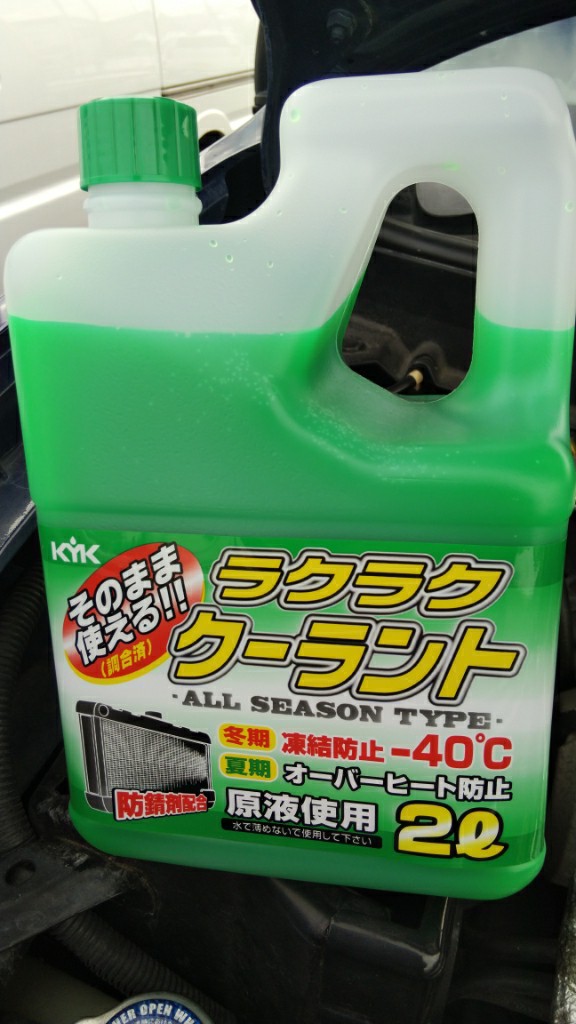 KYK
そのまま
使える!!
(調合済)
ラクラク
クーラント
-ALL SEASON TYPE-
冬期 凍結防止 -40℃
夏期 オーバーヒート防止
防錆剤配合
原液使用
水で薄めないで使用して下さい
2ℓ
OPEN